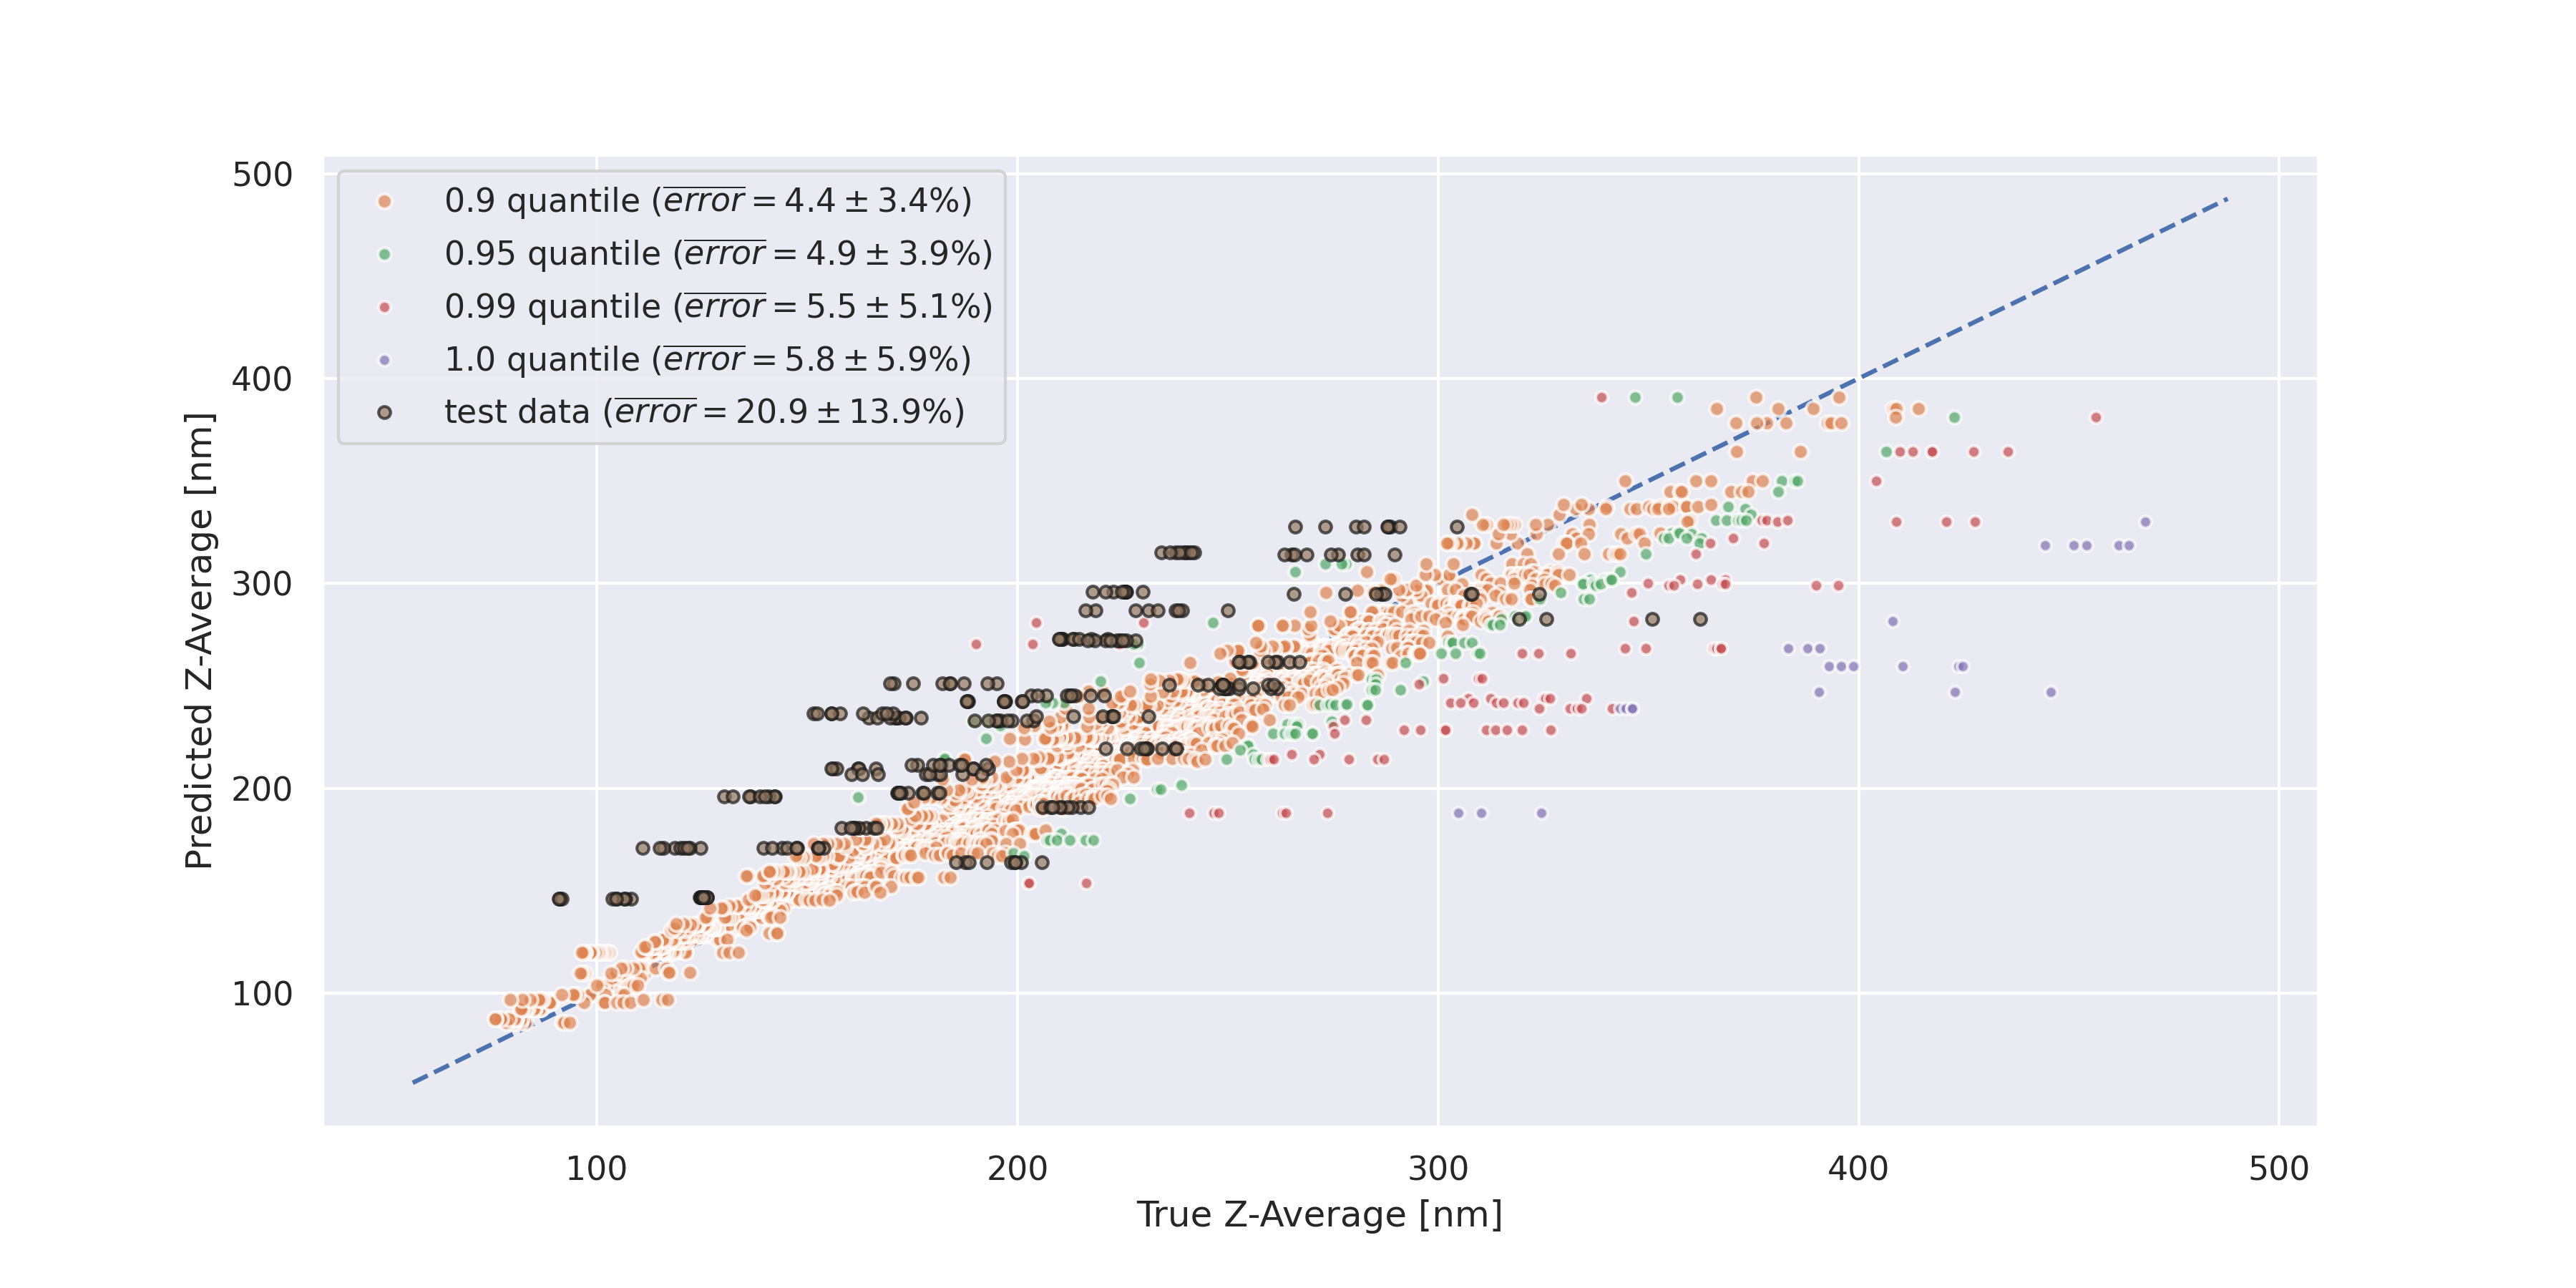 500
400
300
200
100
Predicted Z-Average [nm]
0.9 quantile (error = 4.4 ± 3.4%)
0.95 quantile (error = 4.9 ± 3.9%)
0.99 quantile (error = 5.5 ± 5.1%)
1.0 quantile (error = 5.8 ± 5.9%)
test data (error = 20.9 ± 13.9%)
100 200 300 400 500
True Z-Average [nm]